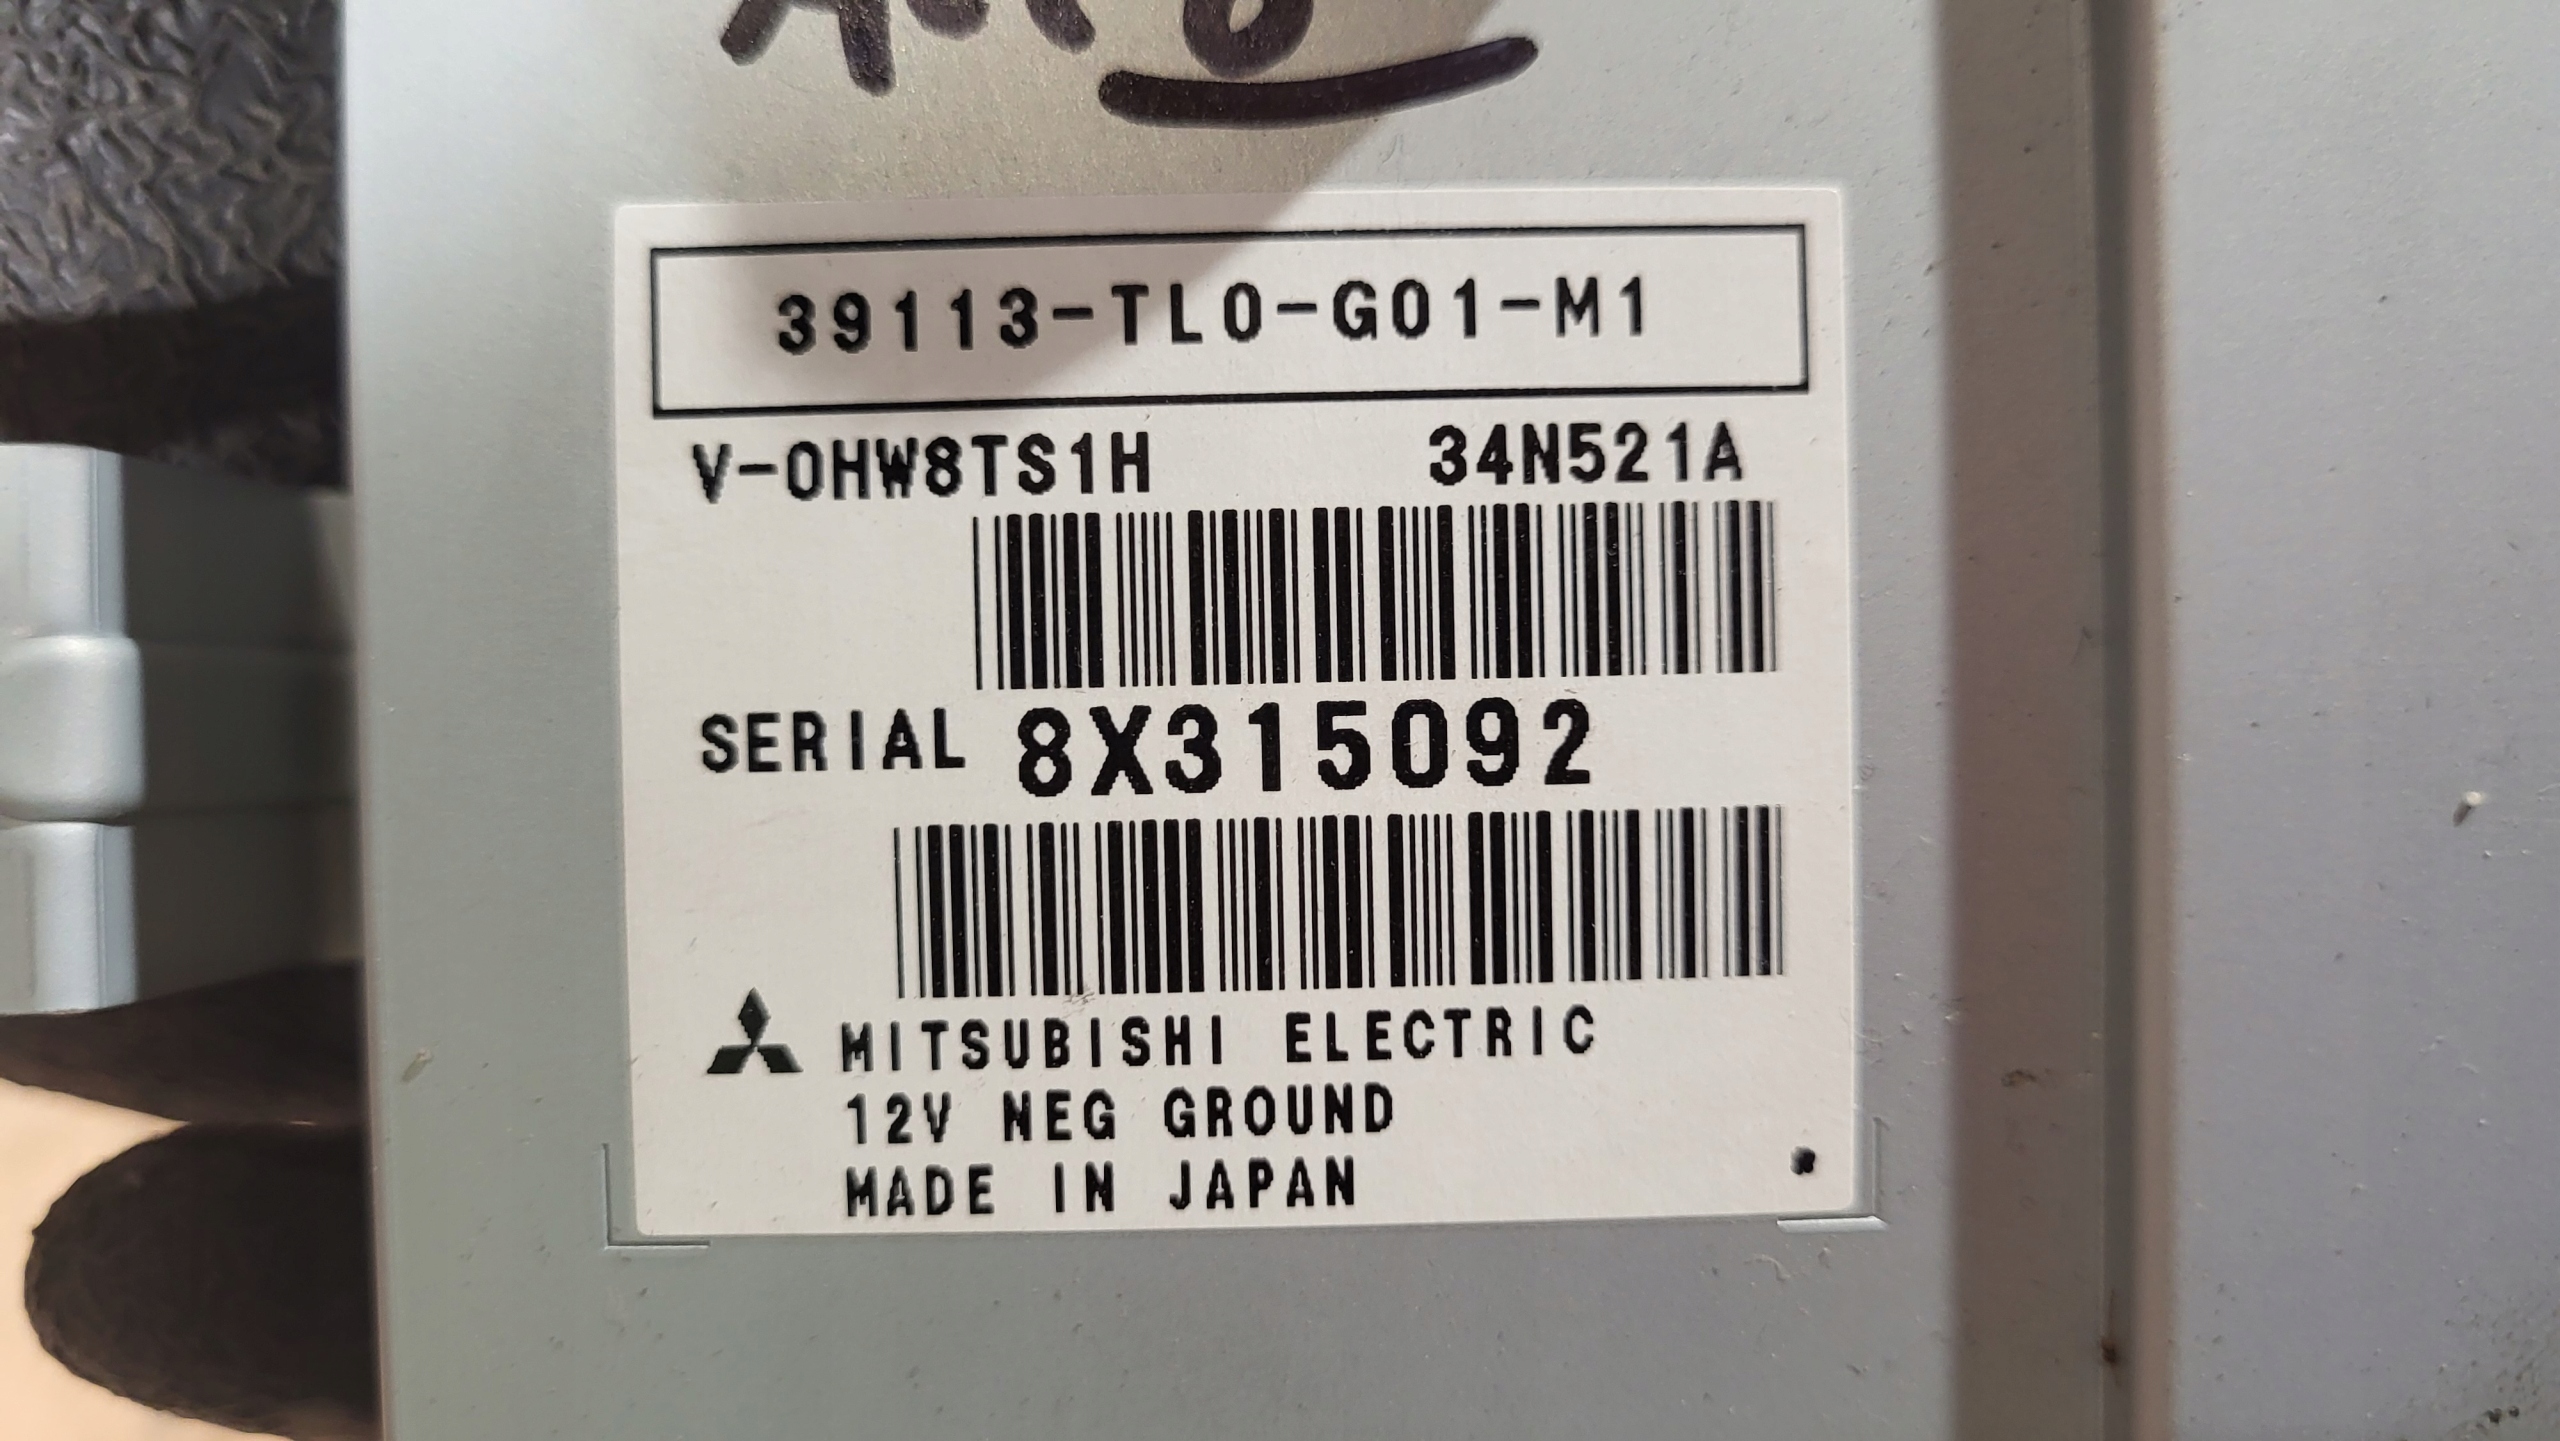 39113-TL0-G01-M1
V-0HW8TS1H 34N521A
SERIAL 8X315092
MITSUBISHI ELECTRIC
12V NEG GROUND
MADE IN JAPAN